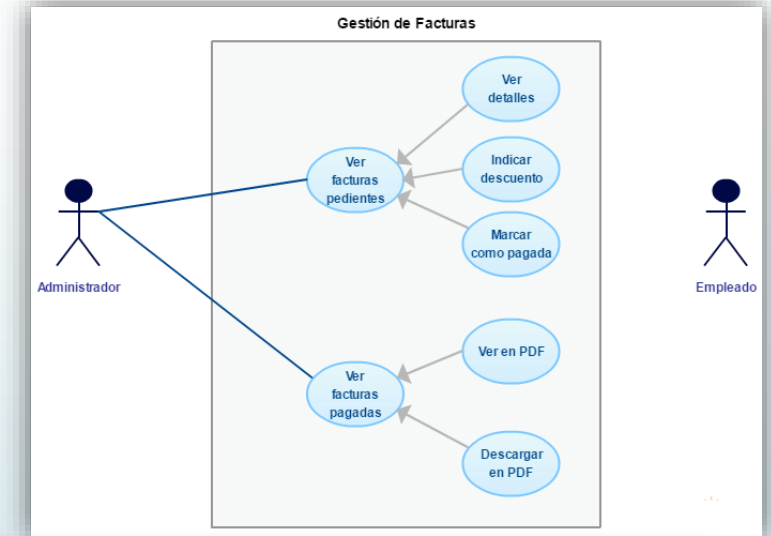 Gestión de Facturas
Ver
detalles
Ver
facturas
pedientes
Indicar
descuento
Marcar
como pagada
Administrador
Empleado
Ver en PDF
Ver
facturas
pagadas
Descargar
en PDF